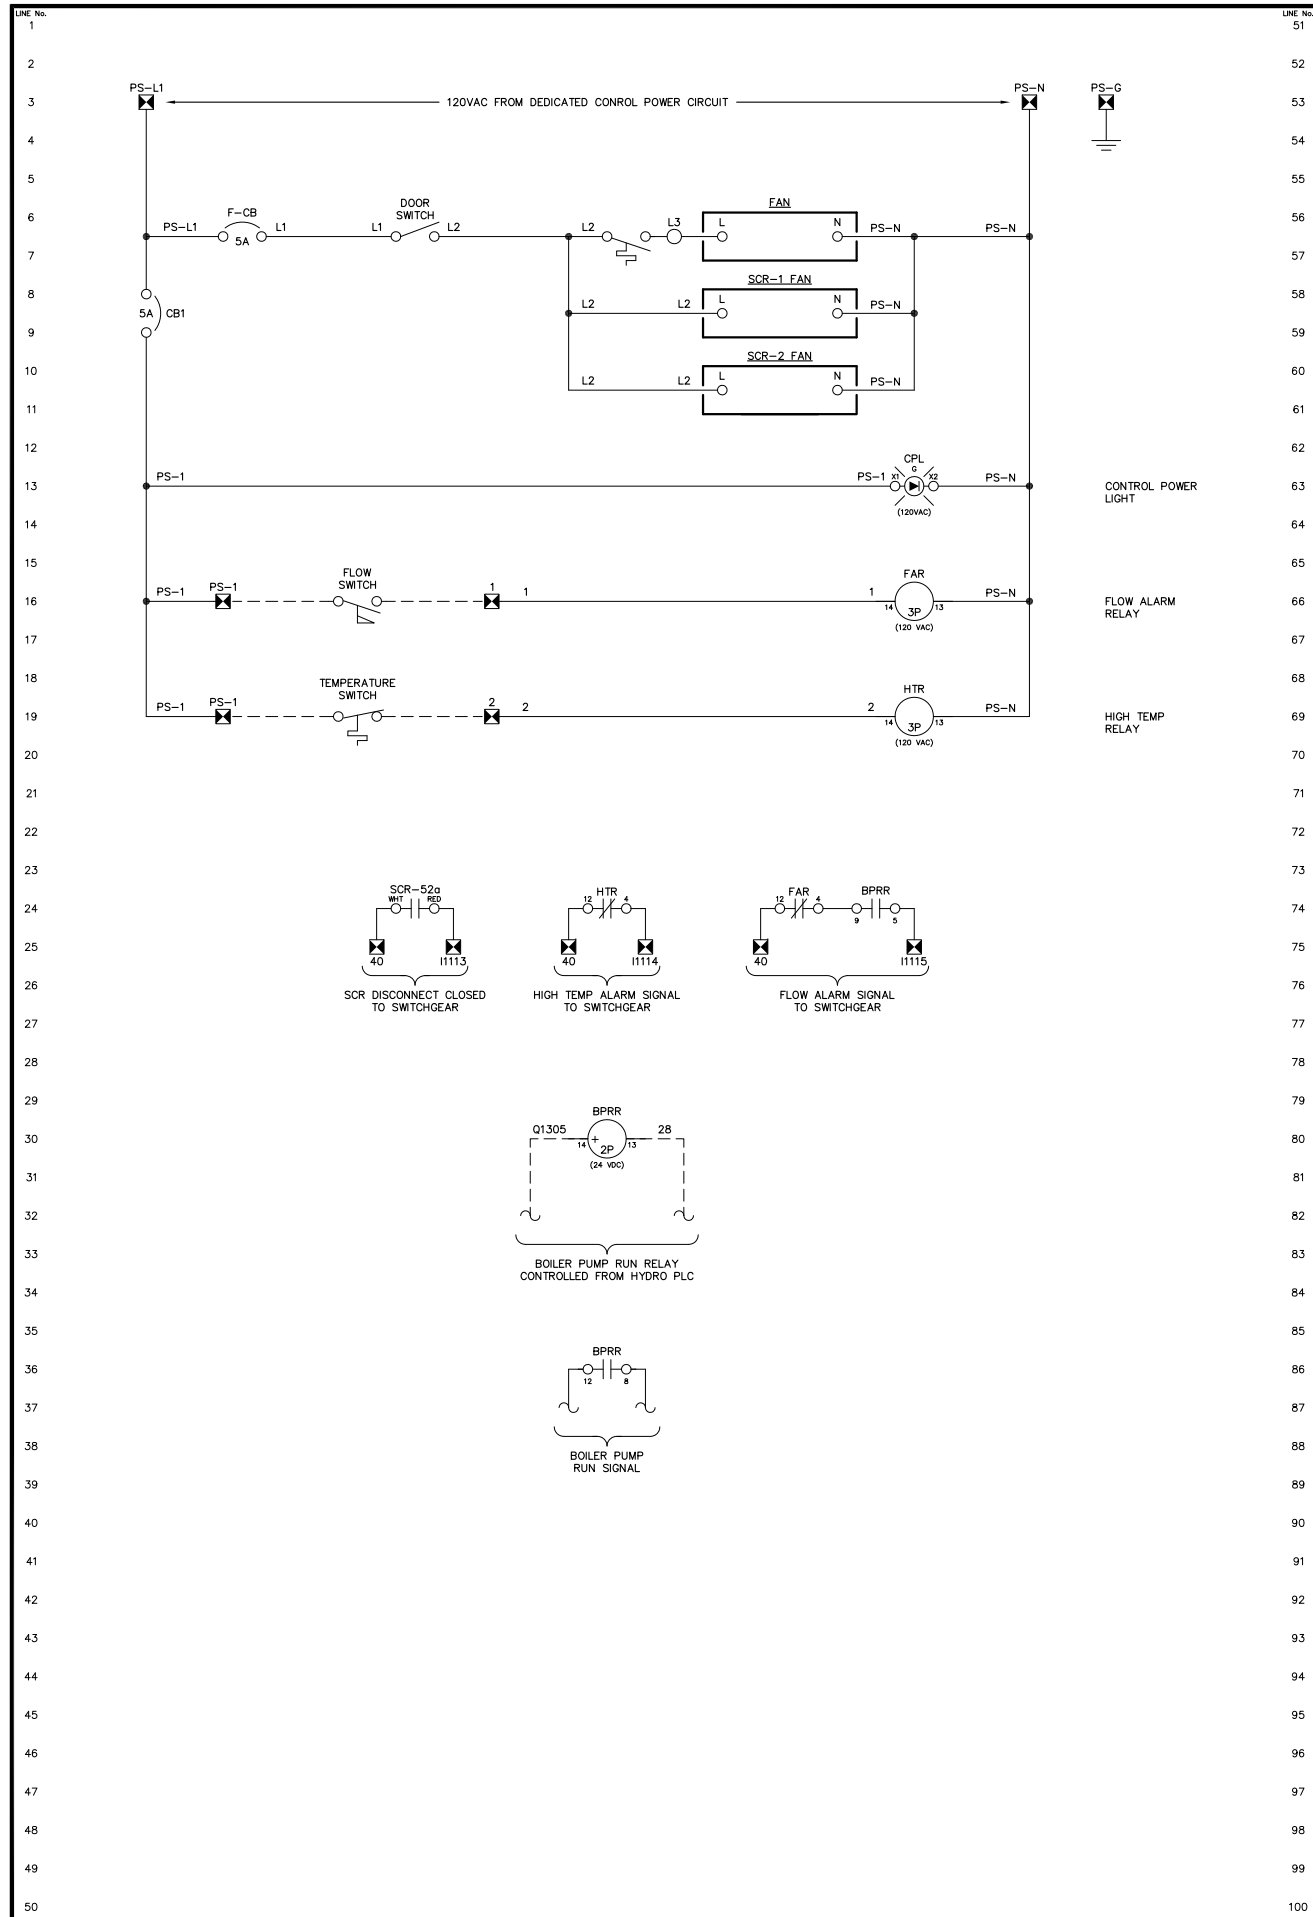 LINE No.
LINE No.
1
51
2
52
PS-L1
PS-N
PS-G
3
120VAC FROM DEDICATED CONROL POWER CIRCUIT
53
4
54
5
55
DOOR
SWITCH
FAN
F-CB
6
56
PS-L1
5A
L1
L1
L2
L2
L3
L
N
PS-N
PS-N
7
57
SCR-1 FAN
8
58
L2
L2
L
N
PS-N
5A
CB1
9
59
SCR-2 FAN
10
60
L2
L2
L
N
PS-N
11
61
12
62
CPL
G
PS-1
PS-1
X1
X2
PS-N
13
63
CONTROL POWER
LIGHT
(120VAC)
14
64
15
65
FLOW
SWITCH
FAR
PS-1
PS-1
1
1
1
PS-N
16
66
FLOW ALARM
RELAY
14
3P
13
(120 VAC)
17
67
18
68
TEMPERATURE
SWITCH
HTR
PS-1
PS-1
2
2
2
PS-N
19
69
HIGH TEMP
RELAY
14
3P
13
(120 VAC)
20
70
21
71
22
72
23
73
SCR-52a
WHT
RED
HTR
12
4
FAR
12
4
BPRR
9
5
24
74
25
75
40
I1113
40
I1114
40
I1115
26
76
SCR DISCONNECT CLOSED
TO SWITCHGEAR
HIGH TEMP ALARM SIGNAL
TO SWITCHGEAR
FLOW ALARM SIGNAL
TO SWITCHGEAR
27
77
28
78
29
79
BPRR
Q1305
28
30
80
14
+
2P
13
(24 VDC)
31
81
32
82
33
83
BOILER PUMP RUN RELAY
CONTROLLED FROM HYDRO PLC
34
84
35
85
BPRR
36
86
12
8
37
87
38
88
BOILER PUMP
RUN SIGNAL
39
89
40
90
41
91
42
92
43
93
44
94
45
95
46
96
47
97
48
98
49
99
50
100